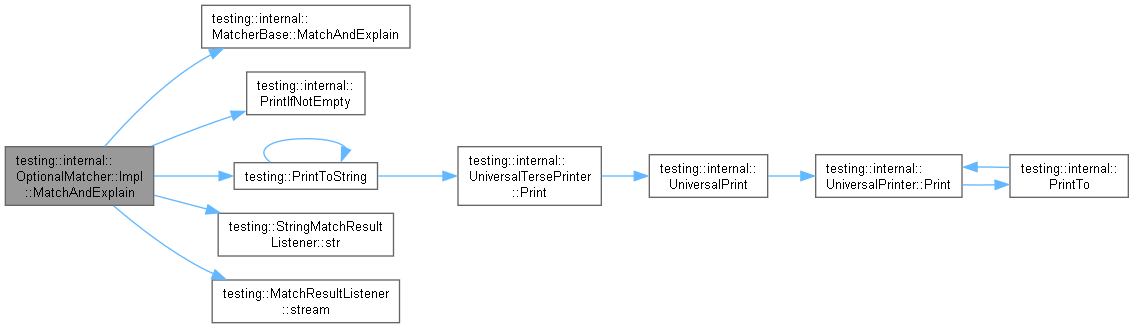 testing::internal::
MatcherBase::MatchAndExplain
testing::internal::
PrintIfNotEmpty
testing::internal::
OptionalMatcher::Impl
::MatchAndExplain
testing::PrintToString
testing::internal::
UniversalTersePrinter
::Print
testing::internal::
UniversalPrint
testing::internal::
UniversalPrinter::Print
testing::internal::
PrintTo
testing::StringMatchResult
Listener::str
testing::MatchResultListener
::stream